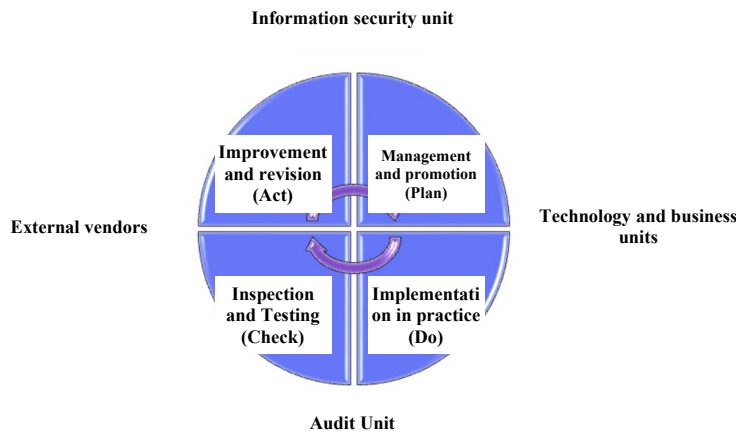 Information security unit
Improvement
and revision
(Act)
Management
and promotion
(Plan)
External vendors
Technology and business
units
Inspection
and Testing
(Check)
Implementati
on in practice
(Do)
Audit Unit